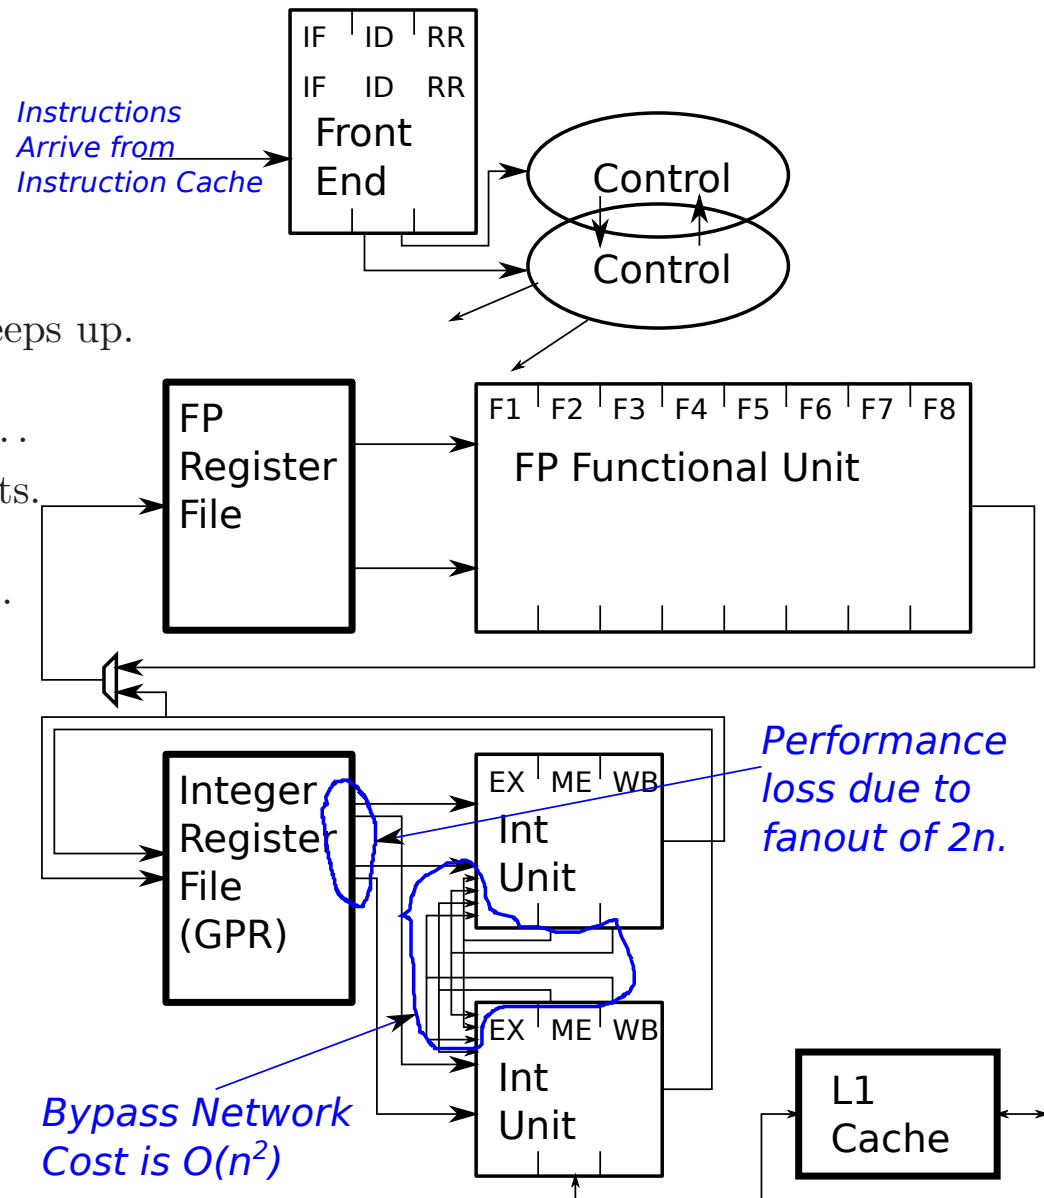 IF ID RR
IF ID RR
Front
End
Instructions
Arrive from
Instruction Cache
Control
Control
eeps up.
FP
Register
File
F1 F2 F3 F4 F5 F6 F7 F8
FP Functional Unit
. .
ts.
.
Integer
Register
File
(GPR)
EX ME WB
Int
Unit
Performance
loss due to
fanout of 2n.
EX ME WB
Int
Unit
Bypass Network
Cost is O(n²)
L1
Cache